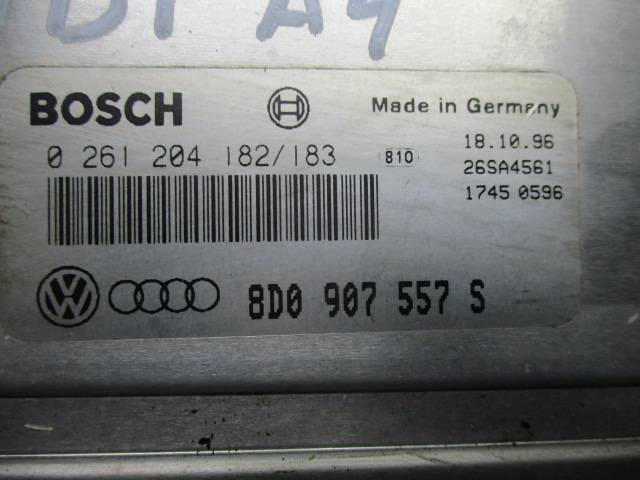 A4
BOSCH
Made in Germany
0 261 204 182/183
810
18.10.96
26SA4561
1745 0596
8D0 907 557 S